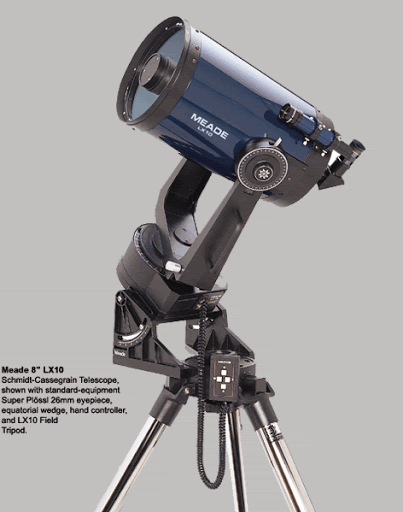 MEADE
LX10
Meade 8" LX10
Schmidt-Cassegrain Telescope,
shown with standard-equipment
Super Plössl 26mm eyepiece,
equatorial wedge, hand controller,
and LX10 Field
Tripod.
Meade